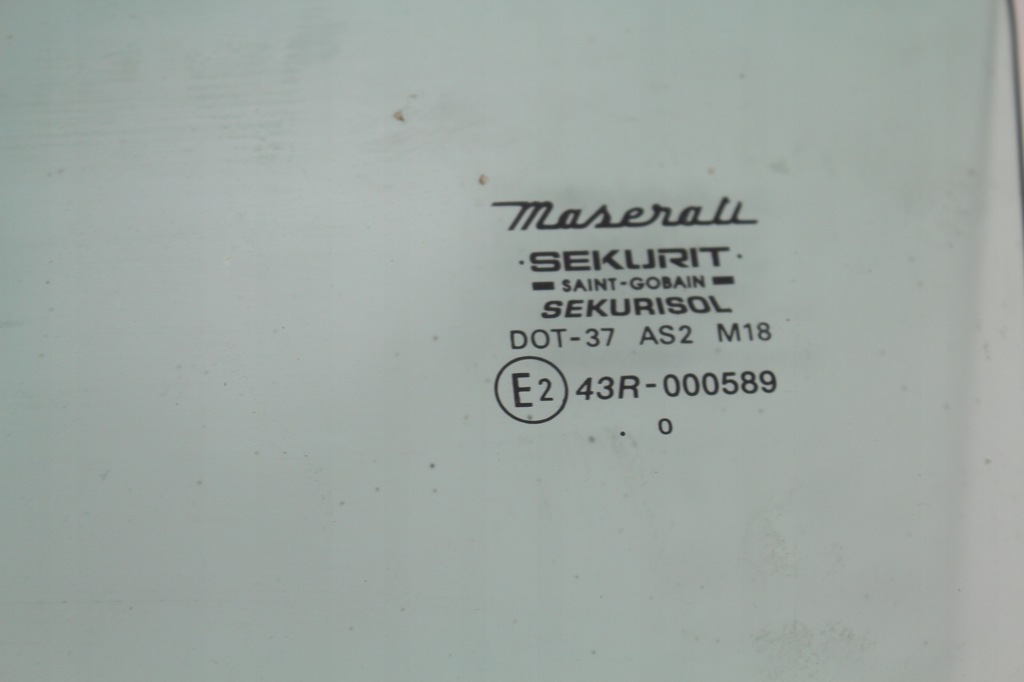 Maserati
·SEKURIT·
SAINT-GOBAIN
SEKURISOL
DOT-37 AS2 M18
E2 43R-000589
. 0